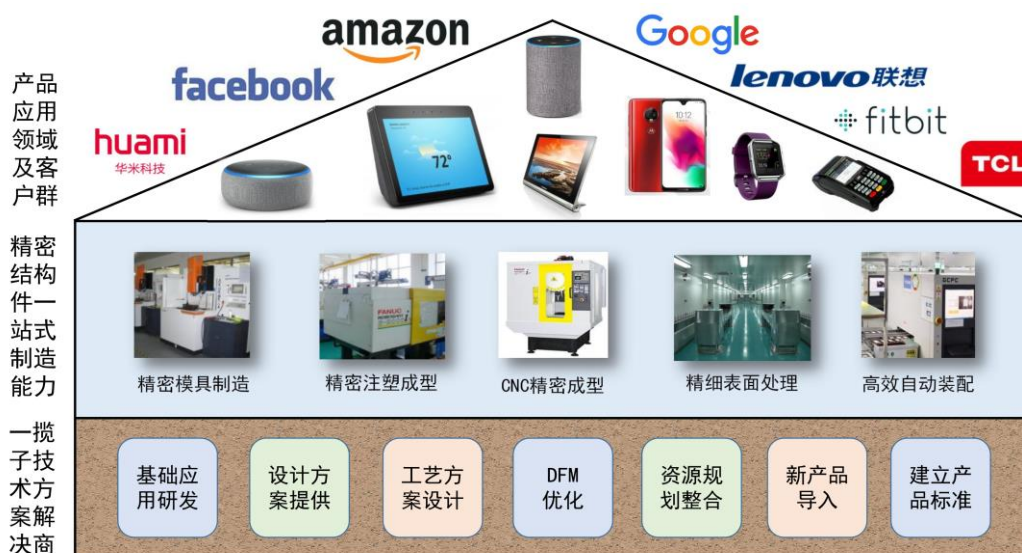 产品
应用
领域
及客
户群
amazon
Google
facebook
lenovo联想
huami
华米科技
fitbit
TCL
72°
10:12
精密
结构
件一
站式
制造
能力
FANUC
精密模具制造
精密注塑成型
CNC精密成型
精细表面处理
高效自动装配
一揽
子技
术方
案解
决商
基础应
用研发
设计方
案提供
工艺方
案设计
DFM
优化
资源规
划整合
新产品
导入
建立产
品标准